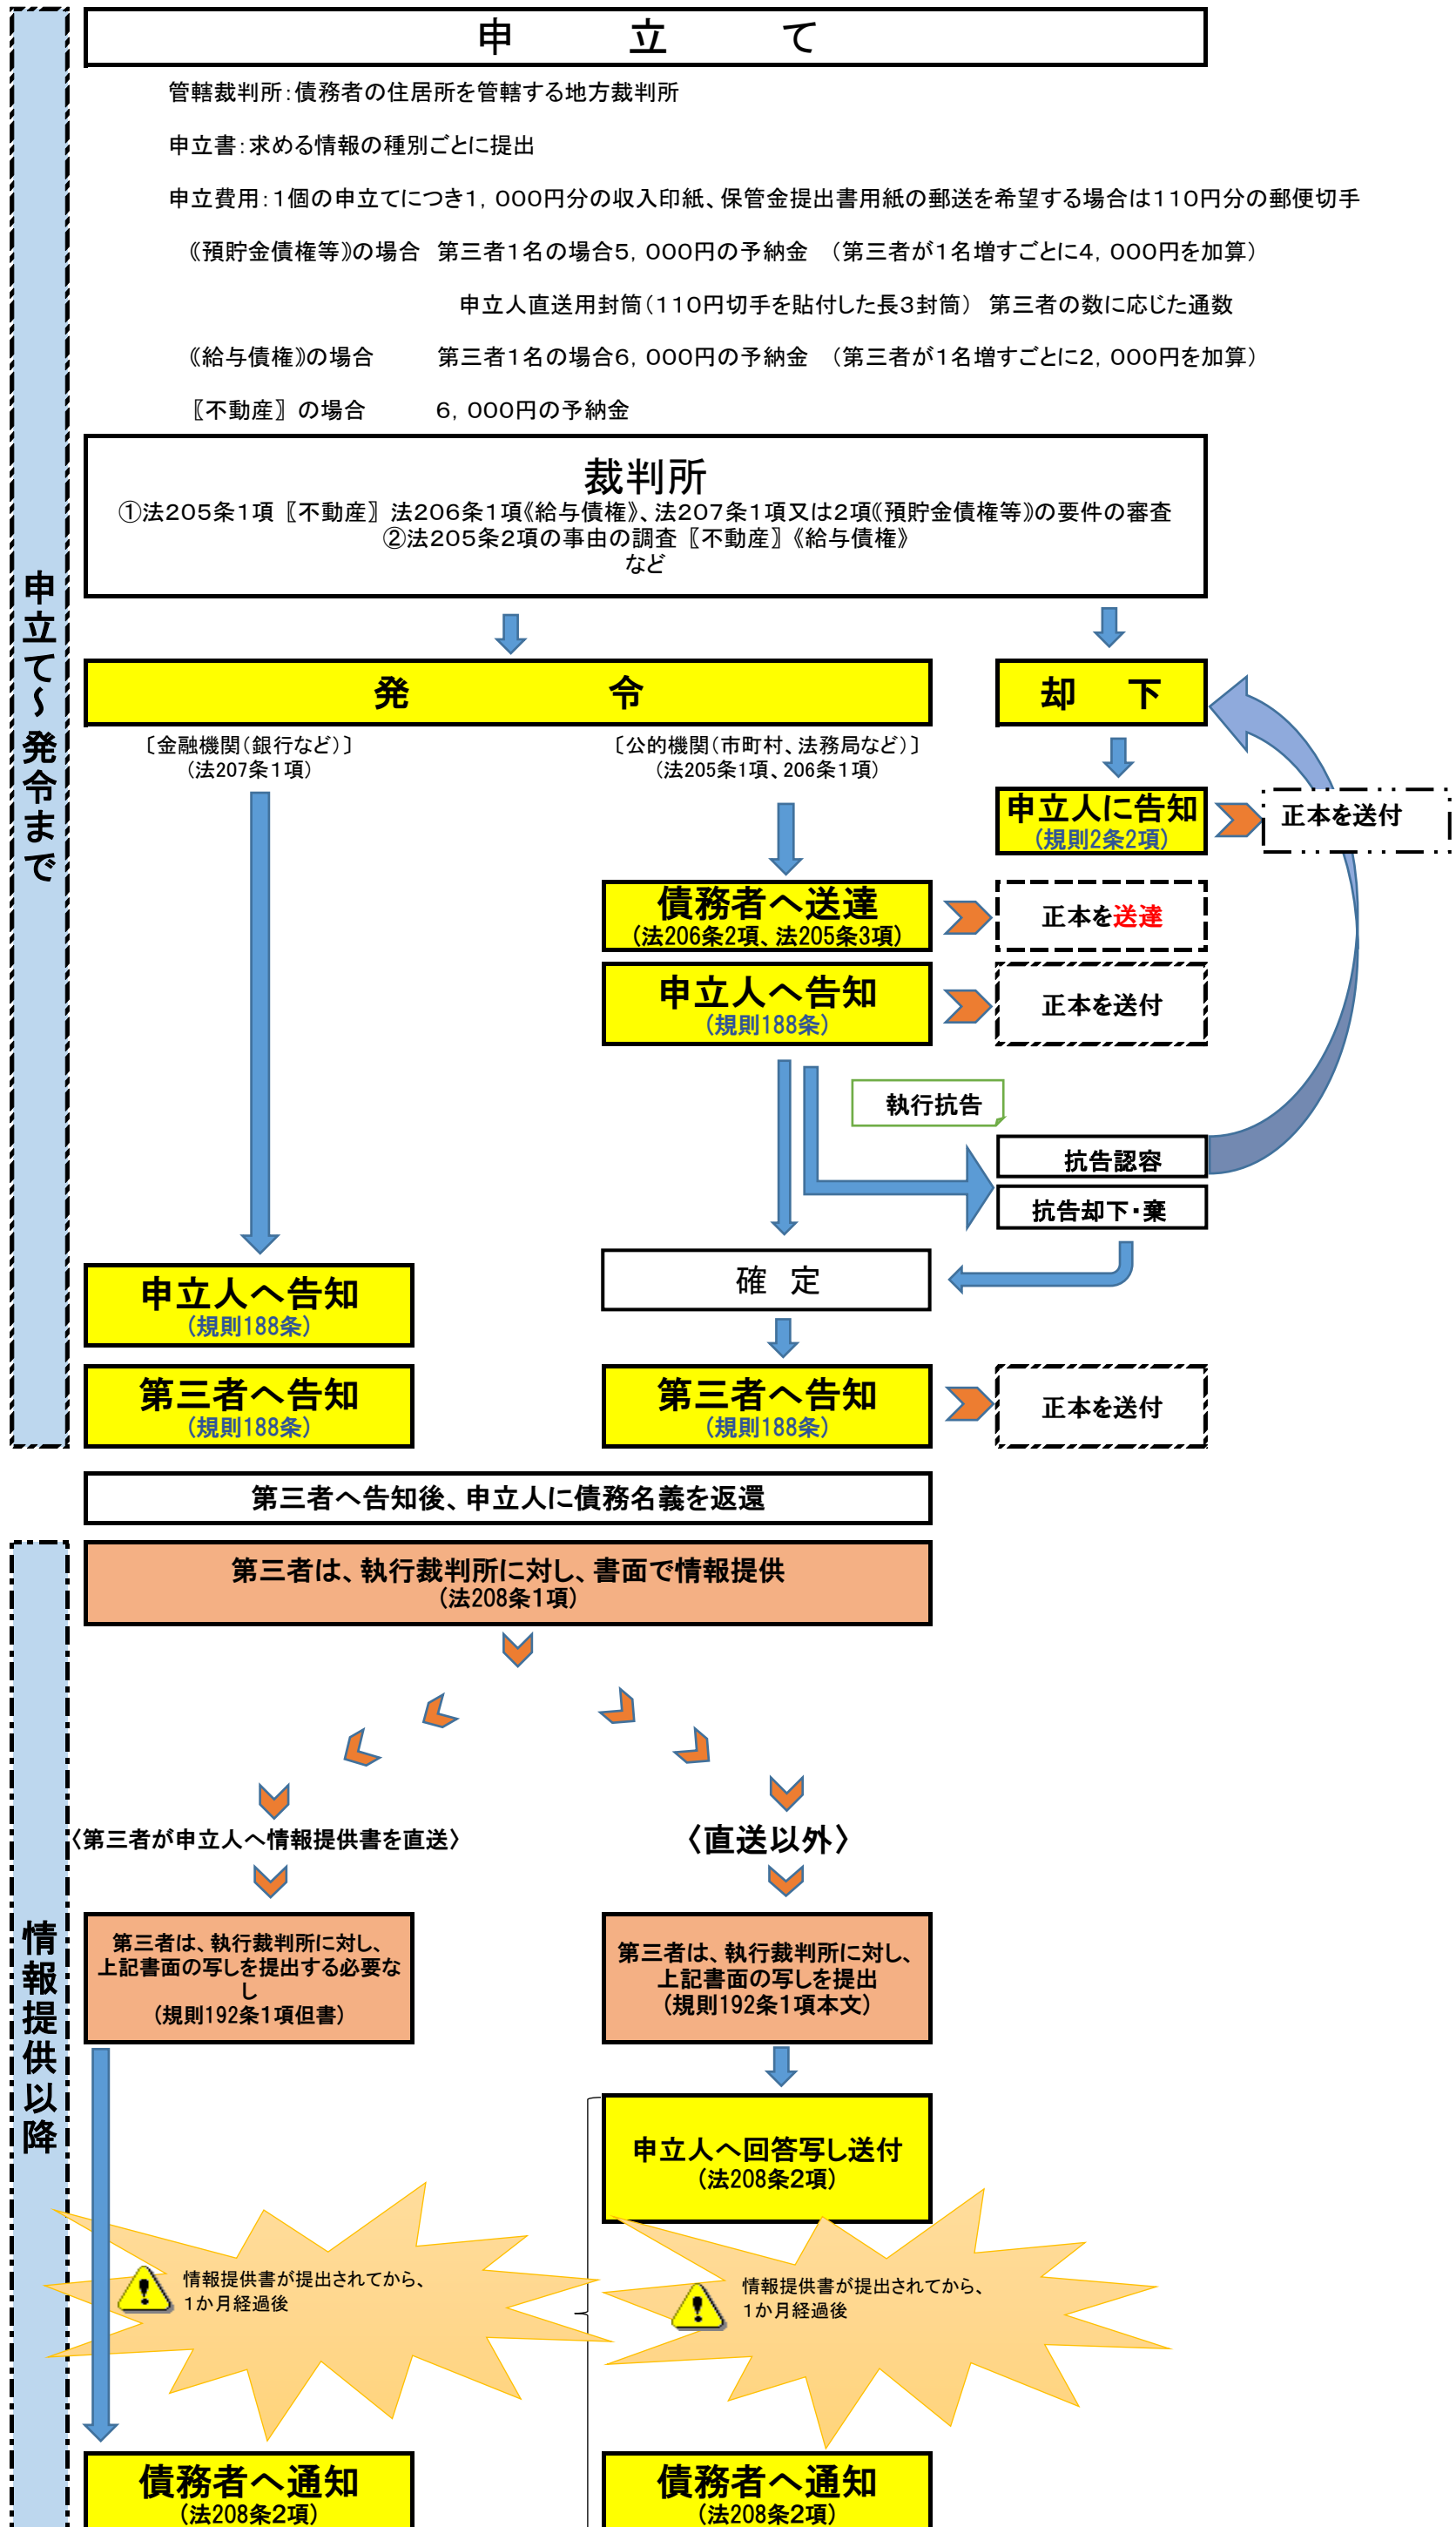 申立て
管轄裁判所：債務者の住居所を管轄する地方裁判所
申立書：求める情報の種別ごとに提出
申立費用：1個の申立てにつき1，000円分の収入印紙、保管金提出書用紙の郵送を希望する場合は110円分の郵便切手
《預貯金債権等》の場合　第三者1名の場合5，000円の予納金　（第三者が1名増すごとに4，000円を加算）
申立人直送用封筒（110円切手を貼付した長3封筒）　第三者の数に応じた通数
《給与債権》の場合　第三者1名の場合6，000円の予納金　（第三者が1名増すごとに2，000円を加算）
〖不動産〗の場合　6，000円の予納金
裁判所
①法205条1項〖不動産〗法206条1項《給与債権》、法207条1項又は2項《預貯金債権等》の要件の審査
②法205条2項の事由の調査〖不動産〗《給与債権》
など
申立て～発令まで
発令
却下
〔金融機関（銀行など）〕
（法207条1項）
〔公的機関（市町村、法務局など）〕
（法205条1項、206条1項）
申立人に告知
（規則2条2項）
正本を送付
債務者へ送達
（法206条2項、法205条3項）
正本を送達
申立人へ告知
（規則188条）
正本を送付
執行抗告
抗告認容
抗告却下・棄
確定
申立人へ告知
（規則188条）
第三者へ告知
（規則188条）
第三者へ告知
（規則188条）
正本を送付
第三者へ告知後、申立人に債務名義を返還
第三者は、執行裁判所に対し、書面で情報提供
（法208条1項）
情報提供以降
〈第三者が申立人へ情報提供書を直送〉
〈直送以外〉
第三者は、執行裁判所に対し、
上記書面の写しを提出する必要な
し
（規則192条1項但書）
第三者は、執行裁判所に対し、
上記書面の写しを提出
（規則192条1項本文）
申立人へ回答写し送付
（法208条2項）
情報提供書が提出されてから、
1か月経過後
情報提供書が提出されてから、
1か月経過後
債務者へ通知
（法208条2項）
債務者へ通知
（法208条2項）